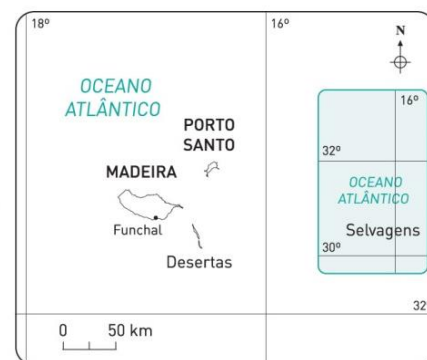 18º
16º
N
OCEANO
ATLÂNTICO
PORTO
SANTO
MADEIRA
Funchal
Desertas
16º
32º
OCEANO
ATLÂNTICO
Selvagens
30º
32
0 50 km